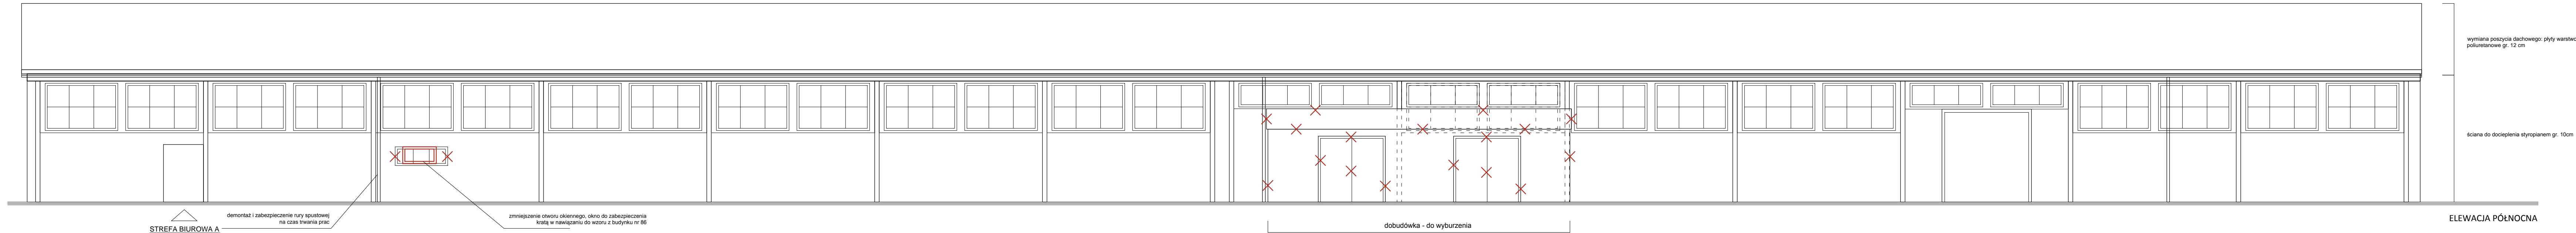 wymiana poszycia dachowego: płyty
poliuretanowe gr. 12 cm
ściana do docieplenia styropianem gr. 10cm
demontaż i zabezpieczenie rury spustowej
na czas trwania prac
STREFA BIUROWA A
zmniejszenie otworu okiennego, okno do zabezpieczenia
kratą w nawiązaniu do wzoru z budynku nr 86
dobudówka - do wyburzenia
ELEWACJA PÓŁNOCNA